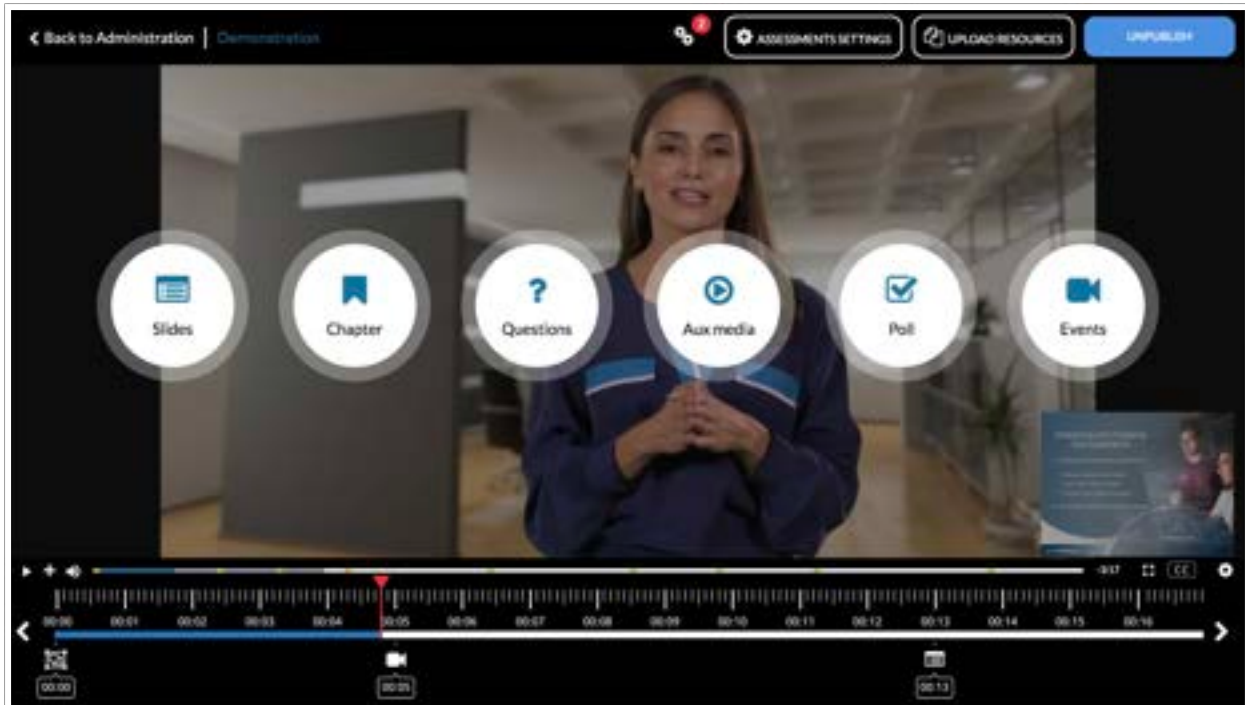 Back to Administration | Demonstration
2
ASSESSMENTS SETTINGS
UPLOAD RESOURCES
UNPUBLISH
Slides
Chapter
Questions
Aux media
Poll
Events
CC
00:00 00:01 00:02 00:03 00:04 00:05 00:06 00:07 00:08 00:09 00:10 00:11 00:12 00:13 00:14 00:15 00:16
00:00
00:05
00:13